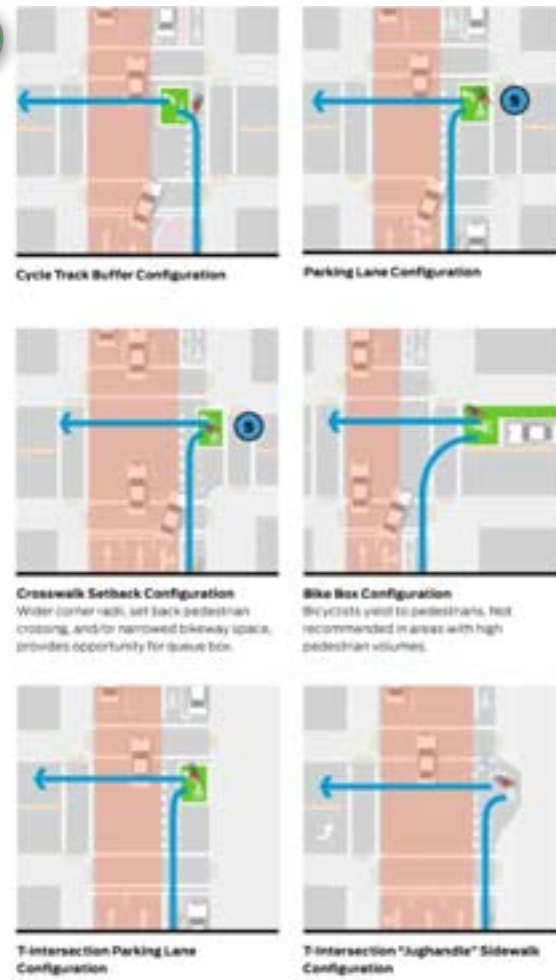 Cycle Track Buffer Configuration
Parking Lane Configuration
5
5
Crosswalk Setback Configuration
Wider corner radii, set back pedestrian
crossing, and/or narrowed bikeway space,
provides opportunity for queue box.
Bike Box Configuration
Bicyclists yield to pedestrians. Not
recommended in areas with high
pedestrian volumes.
T-Intersection Parking Lane
Configuration
T-Intersection "Jughandle" Sidewalk
Configuration